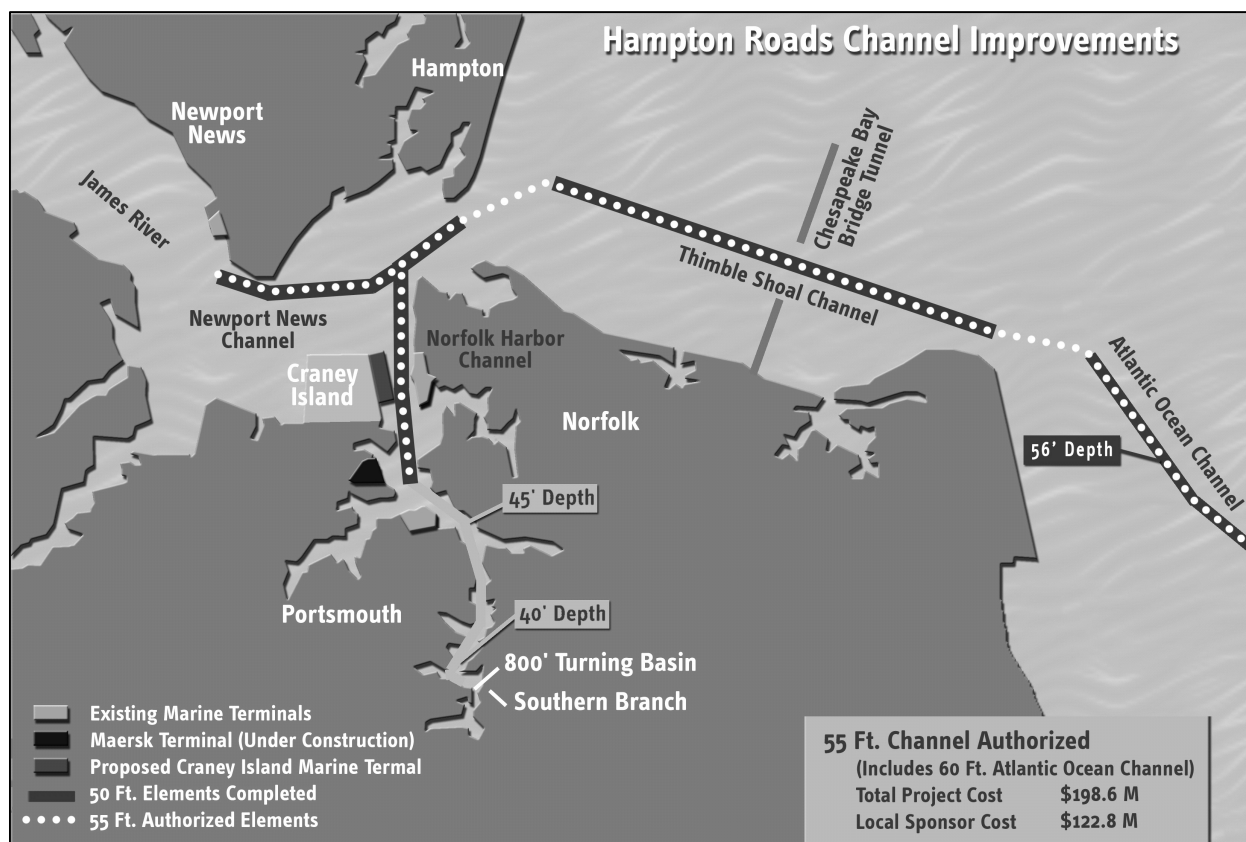 Hampton Roads Channel Improvements
Hampton
Newport
News
James River
Chesapeake Bay
Bridge Tunnel
Thimble Shoal Channel
Newport News
Channel
Norfolk Harbor
Channel
Craney
Island
Atlantic Ocean Channel
Norfolk
56' Depth
45' Depth
Portsmouth
40' Depth
800' Turning Basin
Southern Branch
Existing Marine Terminals
Maersk Terminal (Under Construction)
Proposed Craney Island Marine Termal
50 Ft. Elements Completed
55 Ft. Authorized Elements
55 Ft. Channel Authorized
(Includes 60 Ft. Atlantic Ocean Channel)
Total Project Cost $198.6 M
Local Sponsor Cost $122.8 M